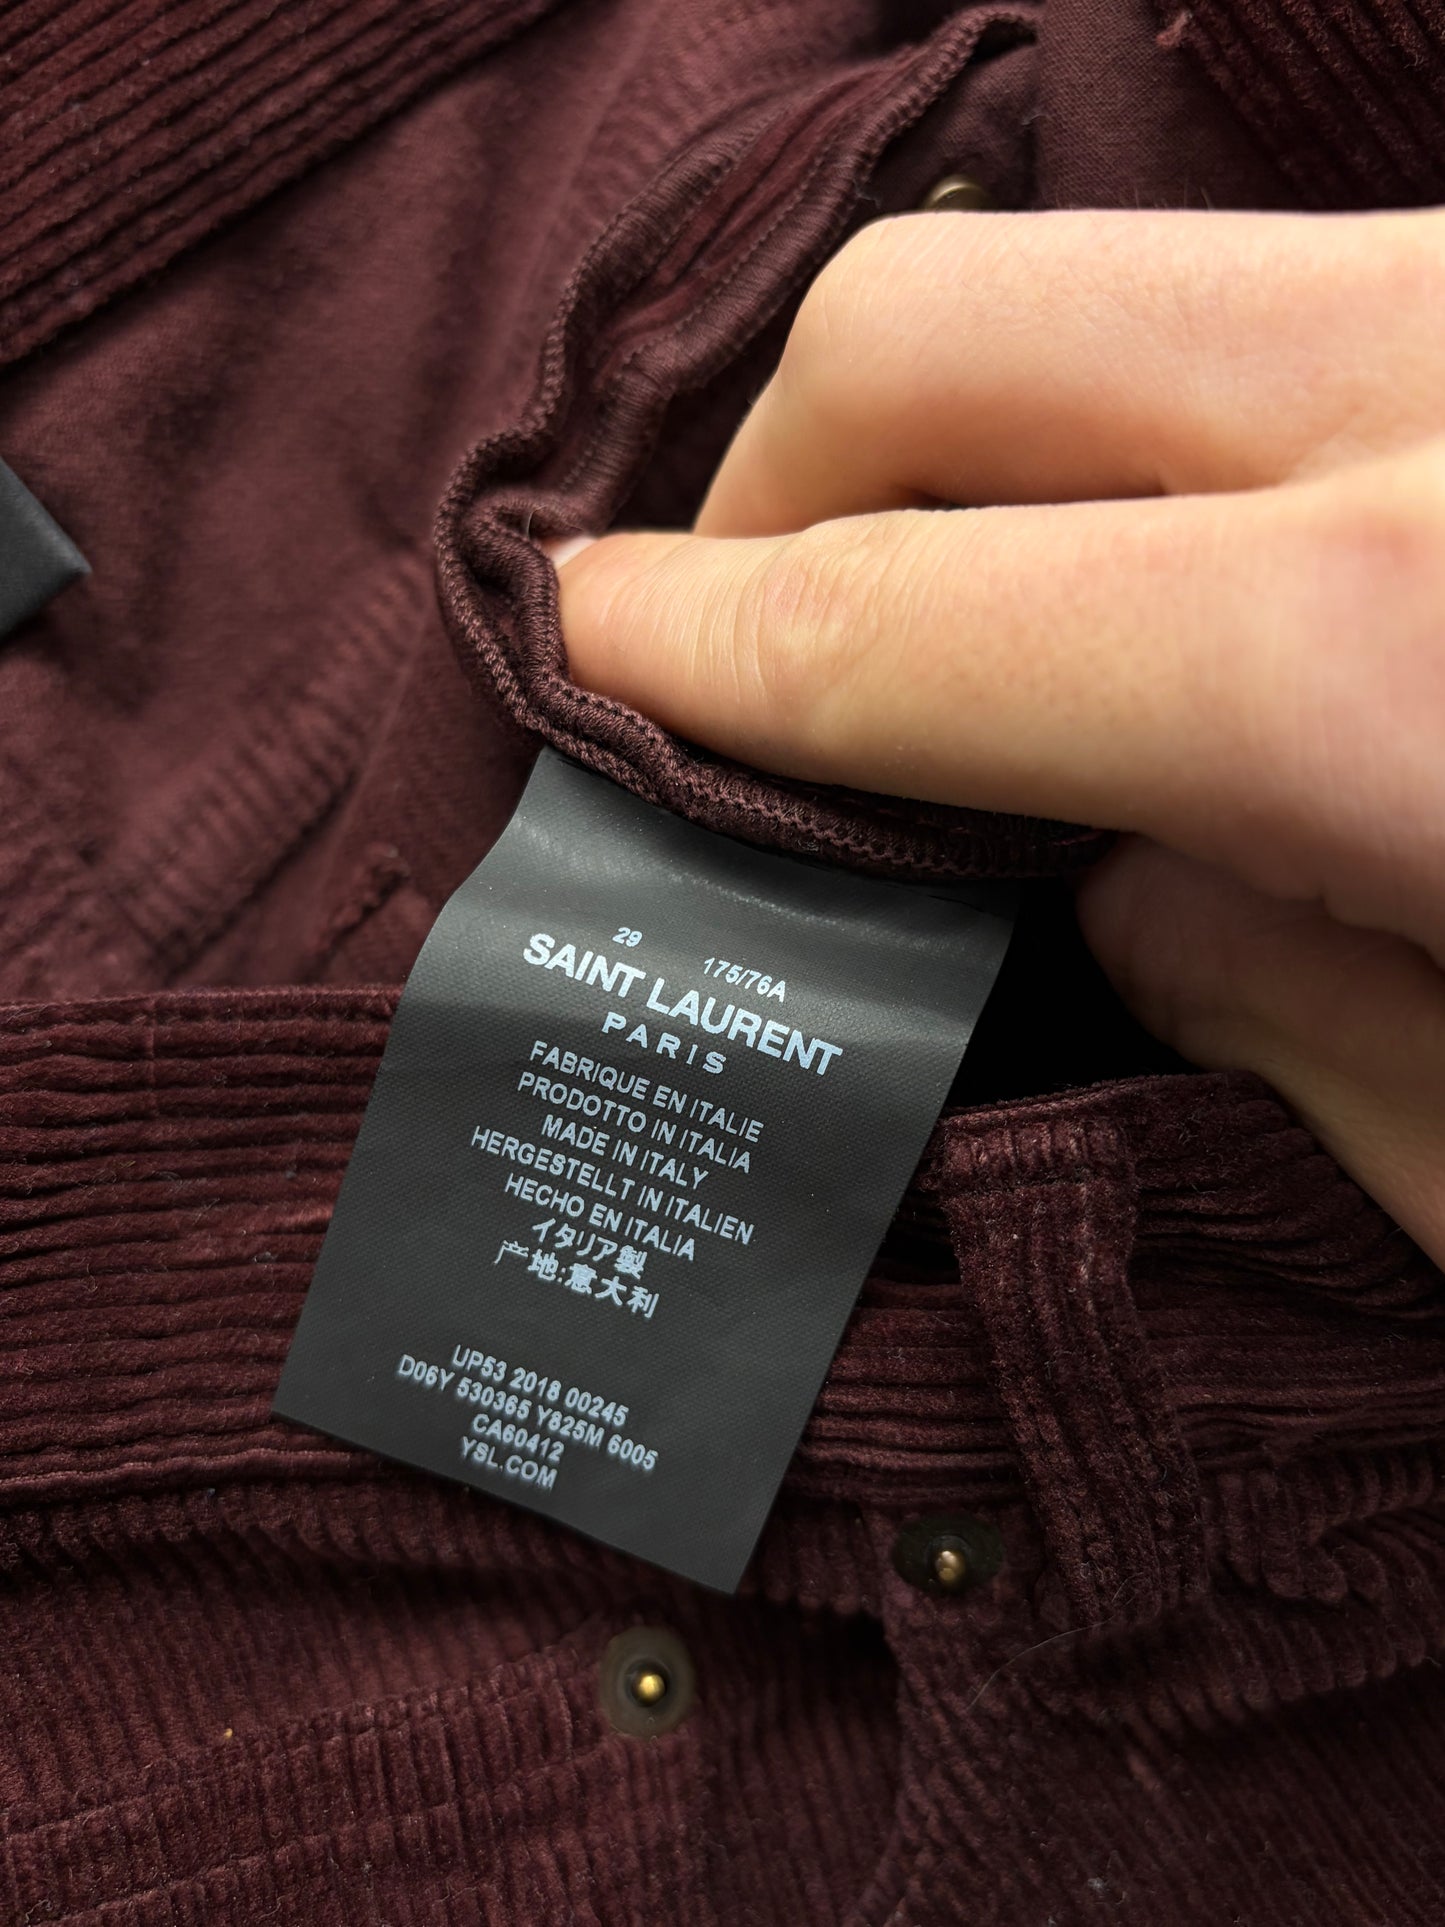 29 175/76A
SAINT LAURENT
PARIS
FABRIQUE EN ITALIE
PRODOTTO IN ITALIA
MADE IN ITALY
HERGESTELLT IN ITALIEN
HECHO EN ITALIA
イタリア製
产地:意大利
UP53 2018 00245
D06Y 530365 Y825M 6005
CA60412
YSL.COM